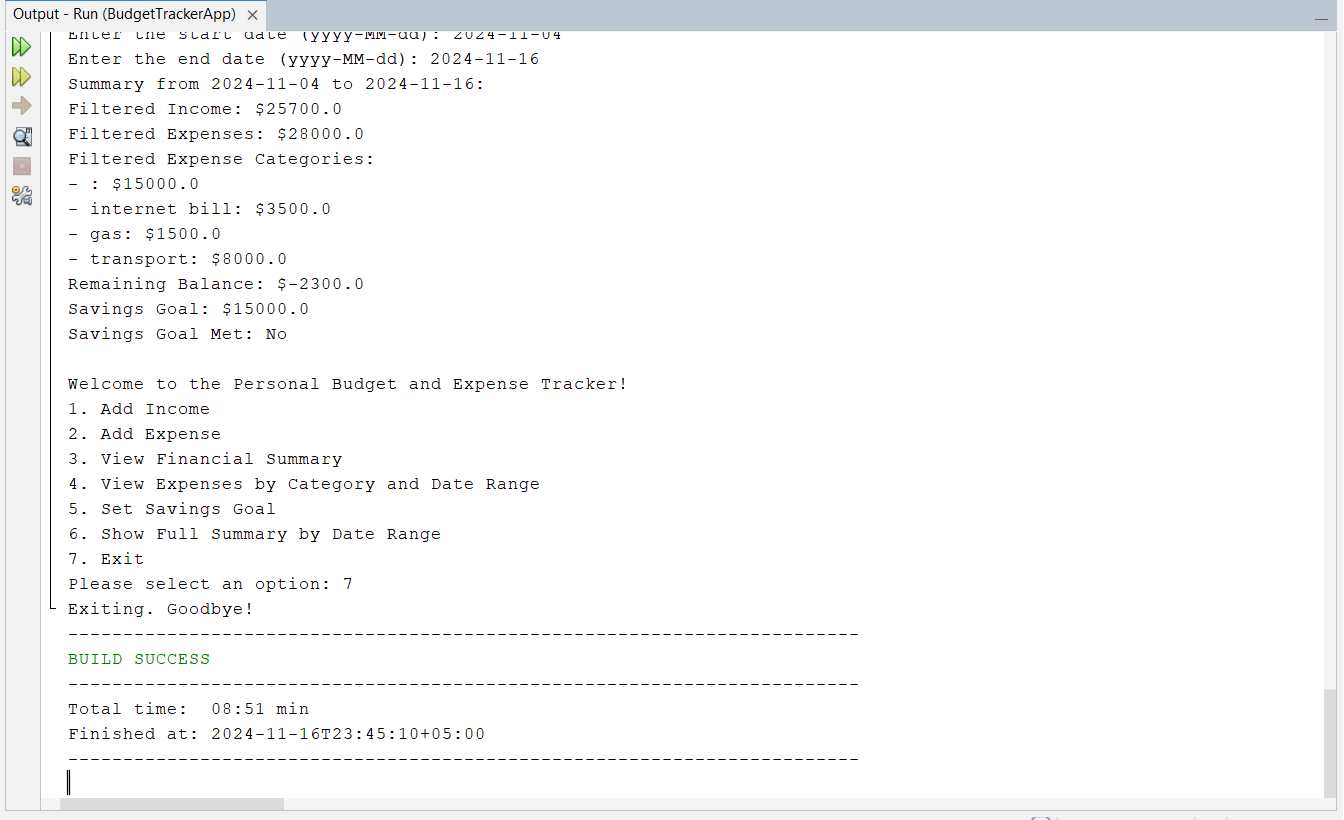 Output - Run (BudgetTrackerApp)
Enter the start date (yyyy-MM-dd): 2024-11-04
Enter the end date (yyyy-MM-dd): 2024-11-16
Summary from 2024-11-04 to 2024-11-16:
Filtered Income: $25700.0
Filtered Expenses: $28000.0
Filtered Expense Categories:
- : $15000.0
- internet bill: $3500.0
- gas: $1500.0
- transport: $8000.0
Remaining Balance: $-2300.0
Savings Goal: $15000.0
Savings Goal Met: No
Welcome to the Personal Budget and Expense Tracker!
1. Add Income
2. Add Expense
3. View Financial Summary
4. View Expenses by Category and Date Range
5. Set Savings Goal
6. Show Full Summary by Date Range
7. Exit
Please select an option: 7
Exiting. Goodbye!
------------------------------------------------------------------------
BUILD SUCCESS
------------------------------------------------------------------------
Total time:  08:51 min
Finished at: 2024-11-16T23:45:10+05:00
------------------------------------------------------------------------